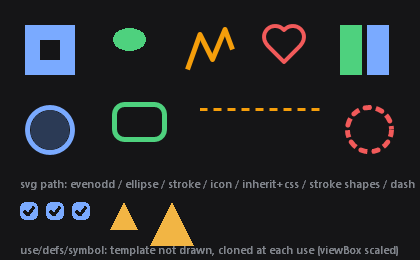 svg path: evenodd / ellipse / stroke / icon / inherit+css / stroke shapes / dash
use/defs/symbol: template not drawn, cloned at each use (viewBox scaled)